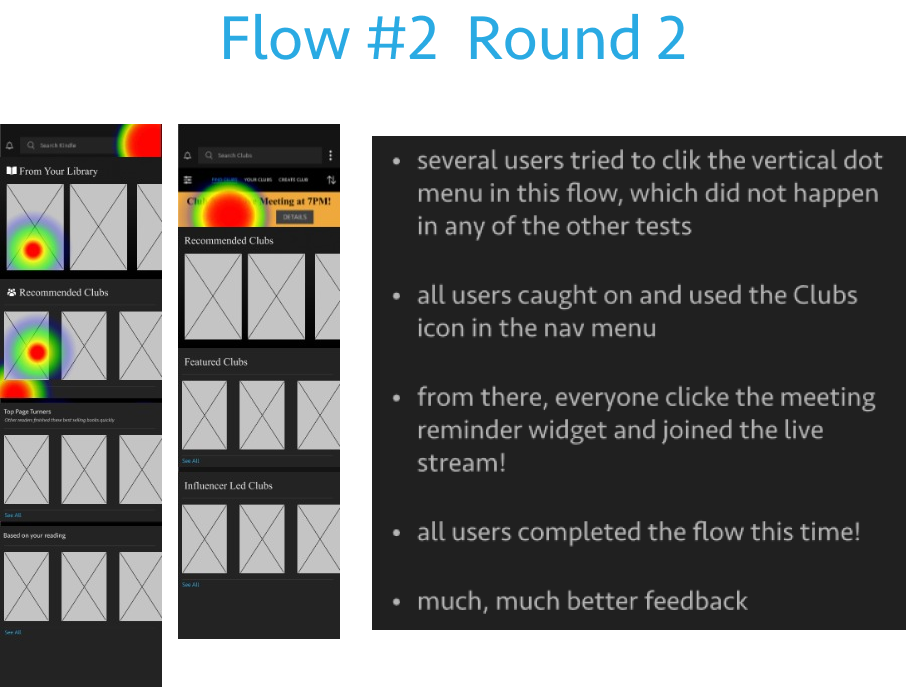 Flow #2 Round 2
Search Kindle
From Your Library
Recommended Clubs
Top Page Turners
Other readers finished these best selling books quickly
See All
Based on your reading
See All
Search Clubs
YOUR CLUBS CREATE CLUB
Meeting at 7PM!
DETAILS
Recommended Clubs
Featured Clubs
See All
Influencer Led Clubs
See All
• several users tried to clik the vertical dot
menu in this flow, which did not happen
in any of the other tests
• all users caught on and used the Clubs
icon in the nav menu
• from there, everyone clicke the meeting
reminder widget and joined the live
stream!
• all users completed the flow this time!
• much, much better feedback